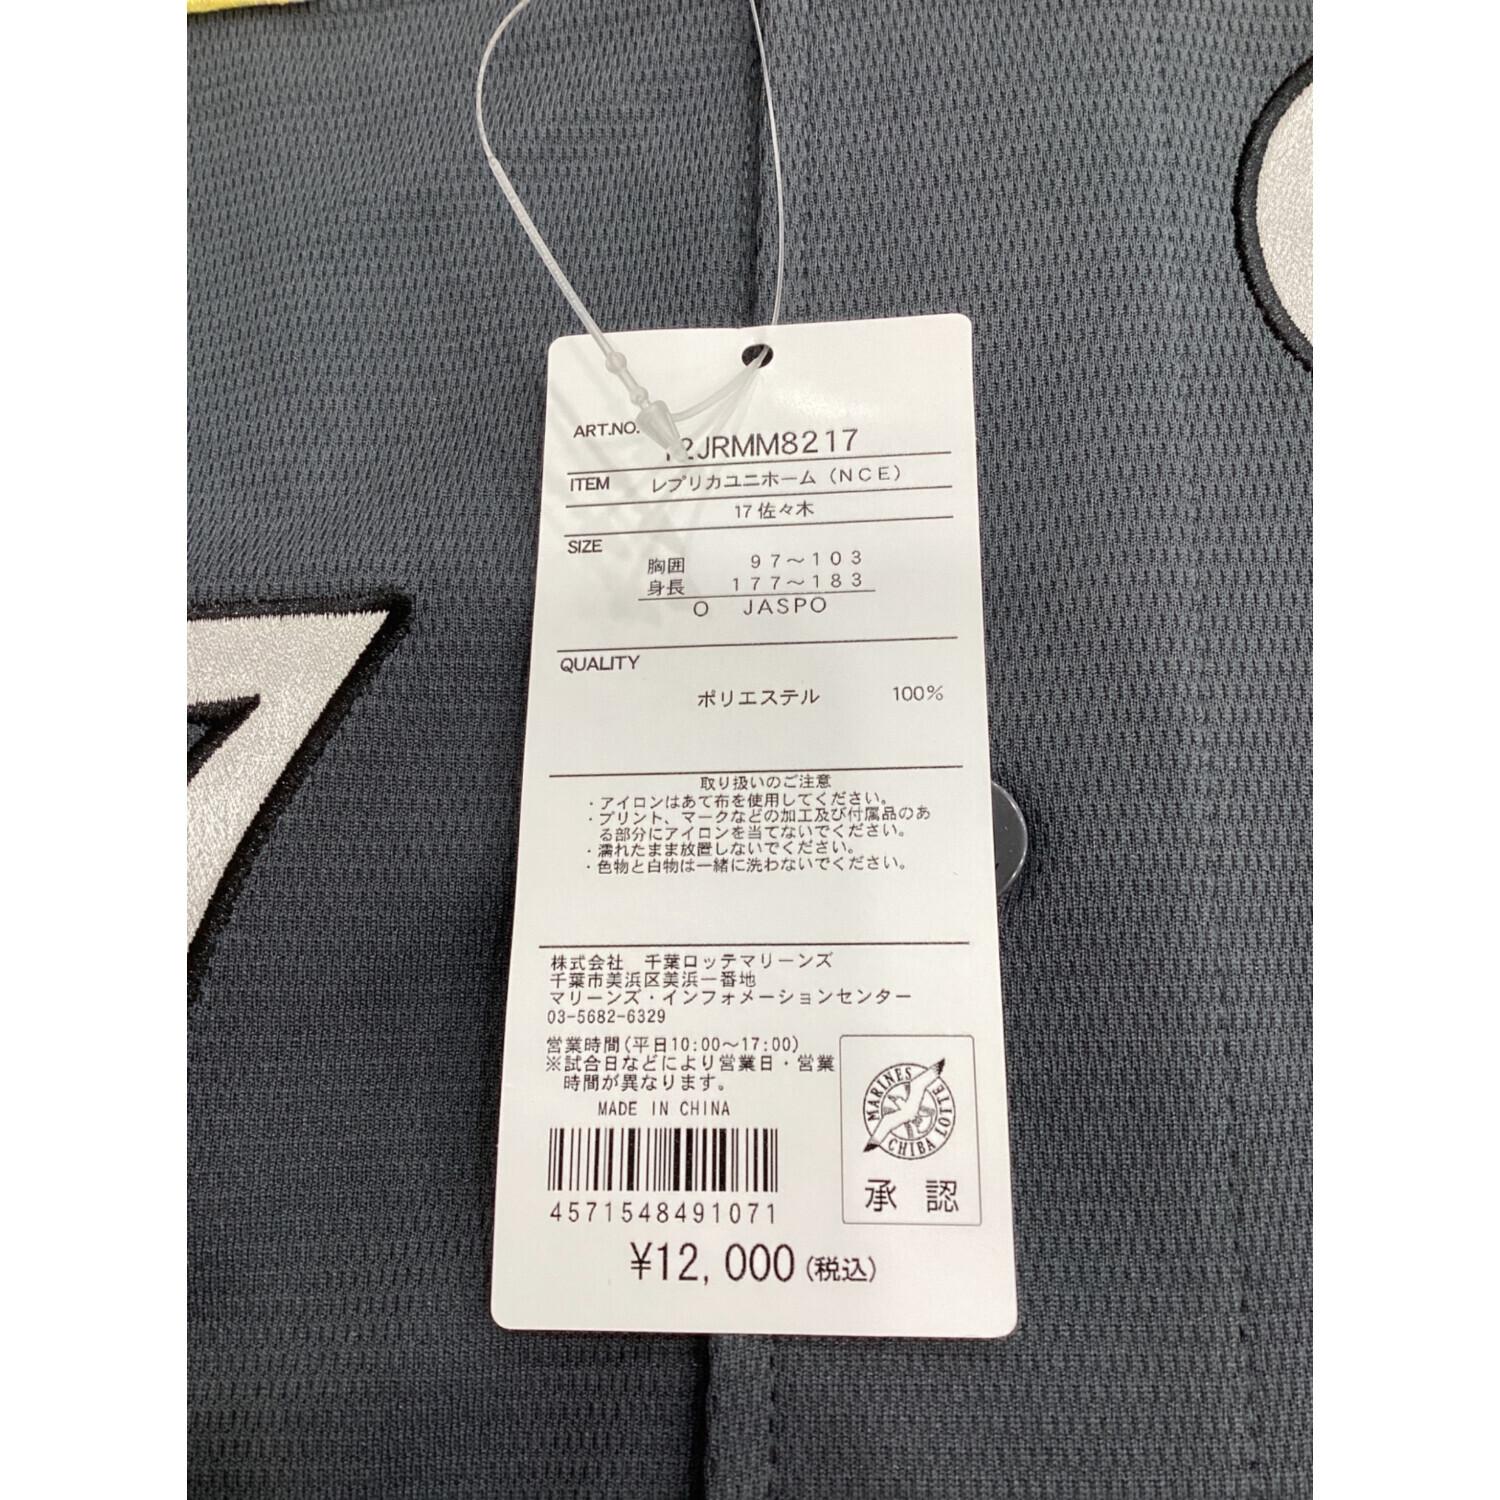 ART.NO. 12JRMM8217
ITEM レプリカユニホーム(NCE)
17佐々木
SIZE
胸囲 97～103
身長 177～183
O JASPO
QUALITY
ポリエステル 100%
取り扱いのご注意
・アイロンはあて布を使用してください。
・プリント、マークなどの加工及び付属品のあ
る部分にアイロンを当てないでください。
・濡れたまま放置しないでください。
・色物と白物は一緒に洗わないでください。
株式会社 千葉ロッテマリーンズ
千葉市美浜区美浜一番地
マリーンズ・インフォメーションセンター
03-5682-6329
営業時間(平日10:00～17:00)
※試合日などにより営業日・営業
時間が異なります。
MADE IN CHINA
4571548491071
¥12,000(税込)
MARINES
CHIBA LOTTE
承認
7